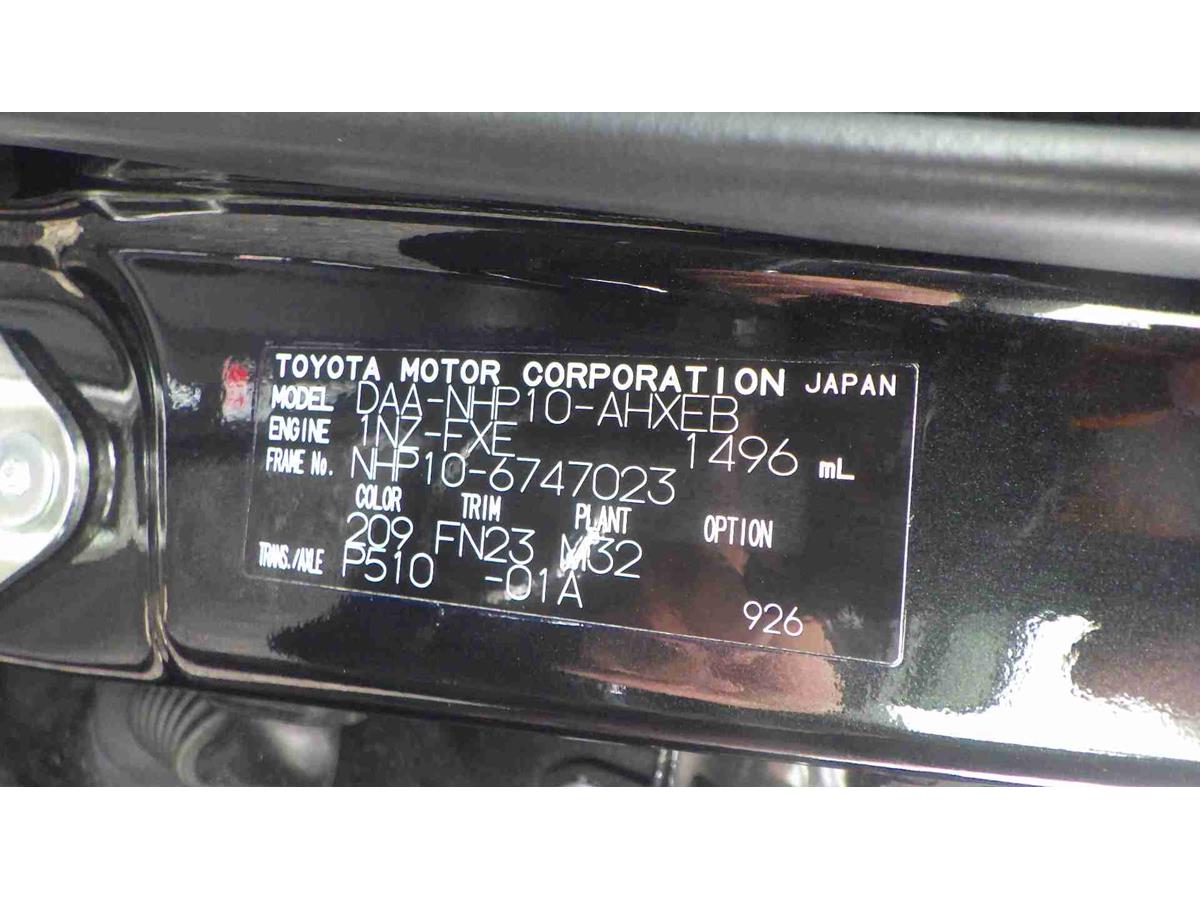 TOYOTA MOTOR CORPORATION JAPAN
MODEL DAA-NHP10-AHXEB
ENGINE 1NZ-FXE 1496 mL
FRAME No. NHP10-6747023
COLOR TRIM PLANT OPTION
209 FN23 M32
TRANS./AXLE P510 -01A
926